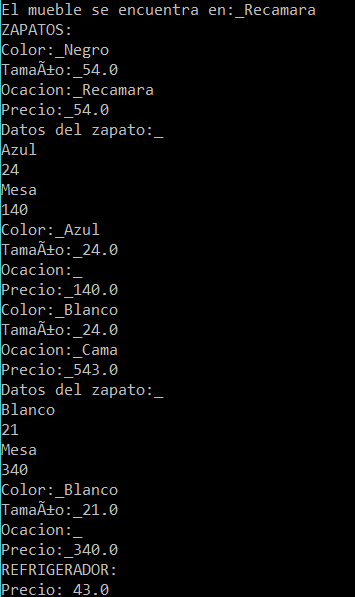 El mueble se encuentra en:_Recamara
ZAPATOS:
Color:_Negro
TamaÃ±o:_54.0
Ocacion:_Recamara
Precio:_54.0
Datos del zapato:_
Azul
24
Mesa
140
Color:_Azul
TamaÃ±o:_24.0
Ocacion:_
Precio:_140.0
Color:_Blanco
TamaÃ±o:_24.0
Ocacion:_Cama
Precio:_543.0
Datos del zapato:_
Blanco
21
Mesa
340
Color:_Blanco
TamaÃ±o:_21.0
Ocacion:_
Precio:_340.0
REFRIGERADOR:
Precio:_43.0